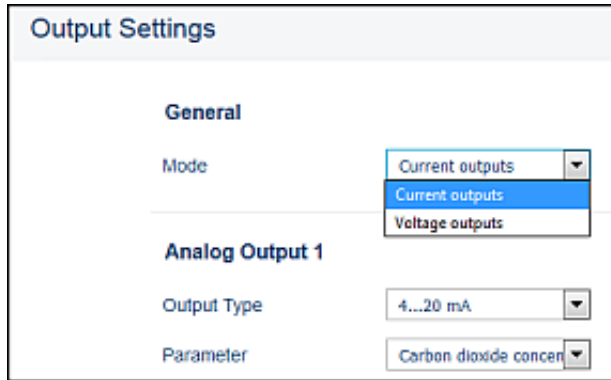 Output Settings
General
Mode
Current outputs
Current outputs
Voltage outputs
Analog Output 1
Output Type
4...20 mA
Parameter
Carbon dioxide concen